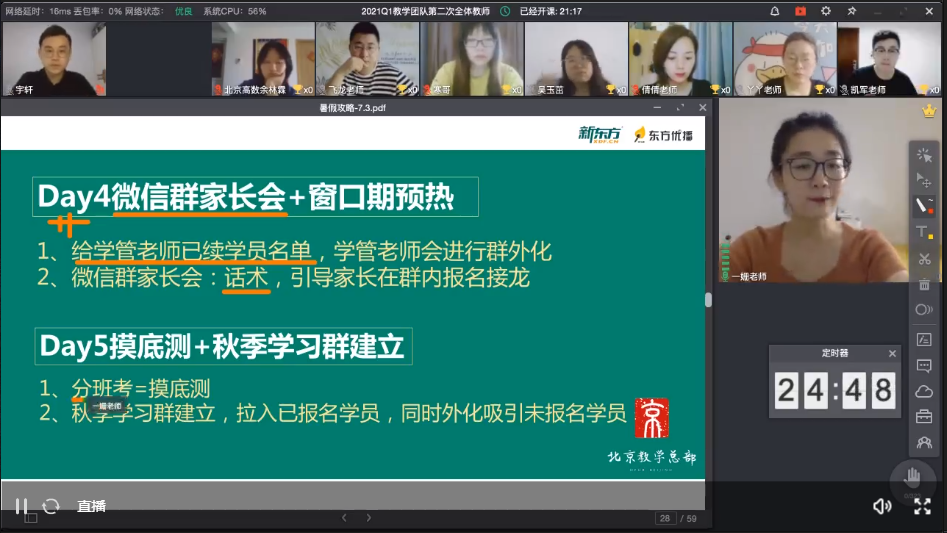 网络延时：16ms 丢包率：0% 网络状态： 优良 系统CPU：56%
2021Q1教学团队第二次全体教师 已经开课: 21:17
宇轩
北京高数余林霖 x0
飞龙老师 x0
寒哥 x0
吴玉茁 x0
倩倩老师 x0
丫丫老师 x0
凯军老师 x0
暑假攻略-7.3.pdf
新东方 XDF.CN 东方优播
Day4微信群家长会+窗口期预热
1、给学管老师已续学员名单，学管老师会进行群外化
2、微信群家长会：话术，引导家长在群内报名接龙
Day5摸底测+秋季学习群建立
1、分班考=摸底测
一姗老师
2、秋季学习群建立，拉入已报名学员，同时外化吸引未报名学员
京
北京教学总部
一姗老师
定时器
24:48
直播
28 / 59